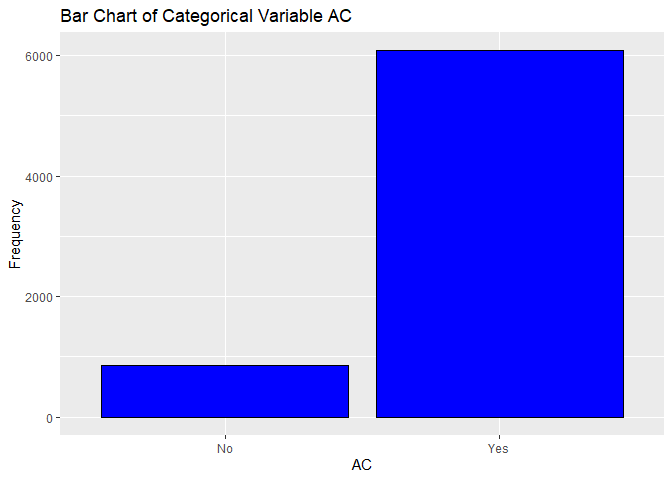 Bar Chart of Categorical Variable AC
6000
4000
2000
0
Frequency
No Yes
AC